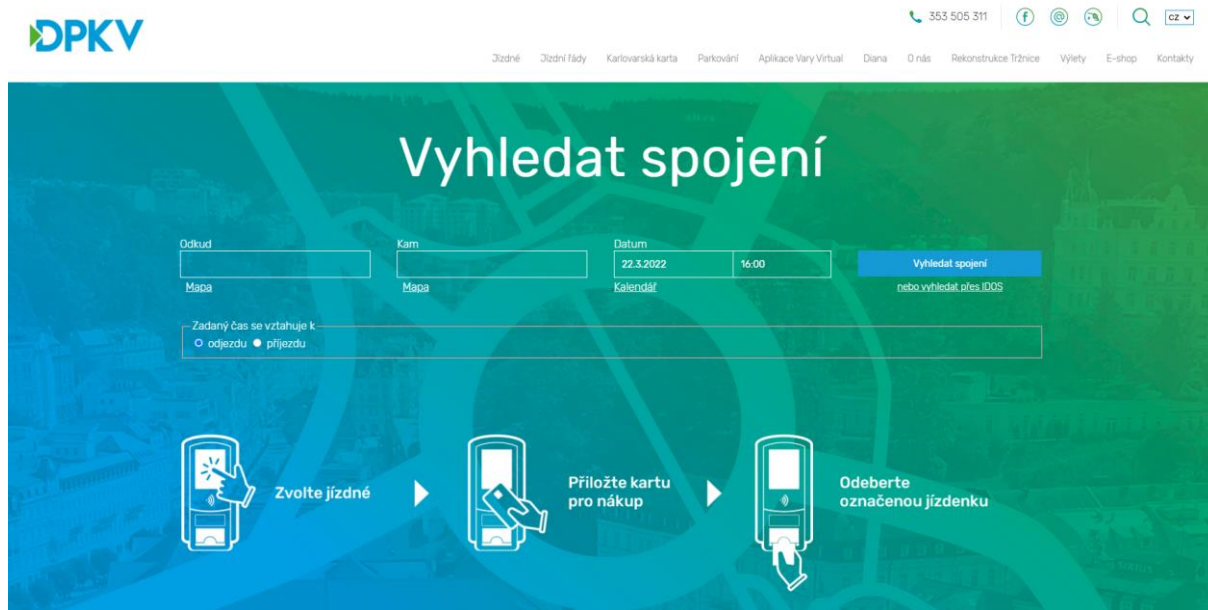 DPKV
353 505 311
CZ
Jízdné Jízdní řády Karlovarská karta Parkování Aplikace Vary Virtual Diana O nás Rekonstrukce Tržnice Výlety E-shop Kontakty
Vyhledat spojení
Odkud Kam Datum
22.3.2022 16:00 Vyhledat spojení
Mapa Mapa Kalendář nebo vyhledat přes IDOS
Zadaný čas se vztahuje k
odjezdu příjezdu
Zvolte jízdné
Přiložte kartu
pro nákup
Odeberte
označenou jízdenku